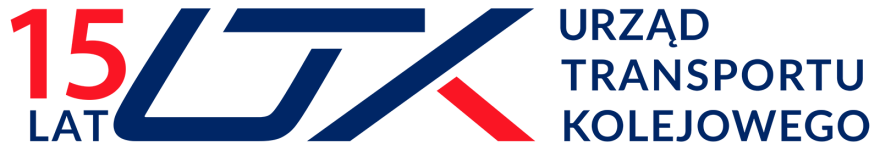 15
LAT
UTK
URZĄD
TRANSPORTU
KOLEJOWEGO